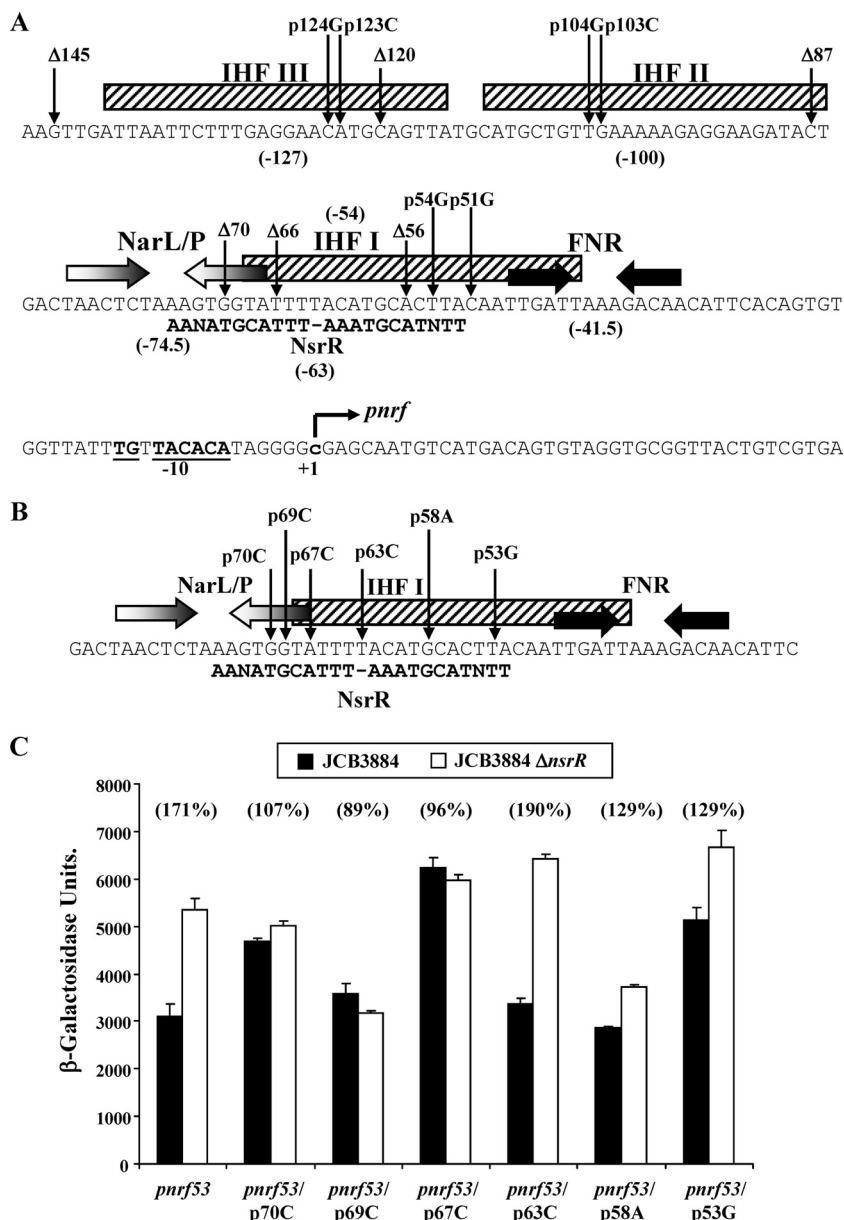 A
p124G p123C
p104G p103C
Δ145
Δ120
Δ87
IHF III
IHF II
AAGTTGATTAATTCTTTGAGGAACATGCAGTTATGCATGCTGTTGAAAAAGAGGAAGATACT
(-127)
(-100)
p54G p51G
(-54)
Δ70
Δ66
Δ56
NarL/P
IHF I
FNR
GACTAACTCTAAAGTGGTATTTTACATGCACTTACAATTGATTAAAGACAACATTCACAGTGT
AANATGCATTT-AAATGCATNTT
(-74.5)
NsrR
(-41.5)
(-63)
pnrf
GGTTATTTGTTACACATAGGGGcGAGCAATGTCATGACAGTGTAGGTGCGGTTACTGTCGTGA
-10
+1
B
p69C
p58A
p70C
p67C
p63C
p53G
NarL/P
IHF I
FNR
GACTAACTCTAAAGTGGTATTTTACATGCACTTACAATTGATTAAAGACAACATTC
AANATGCATTT-AAATGCATNTT
NsrR
C
JCB3884
JCB3884 ΔnsrR
β-Galactosidase Units.
8000
7000
6000
5000
4000
3000
2000
1000
0
(171%)
(107%)
(89%)
(96%)
(190%)
(129%)
(129%)
pnrf53
pnrf53/
p70C
pnrf53/
p69C
pnrf53/
p67C
pnrf53/
p63C
pnrf53/
p58A
pnrf53/
p53G